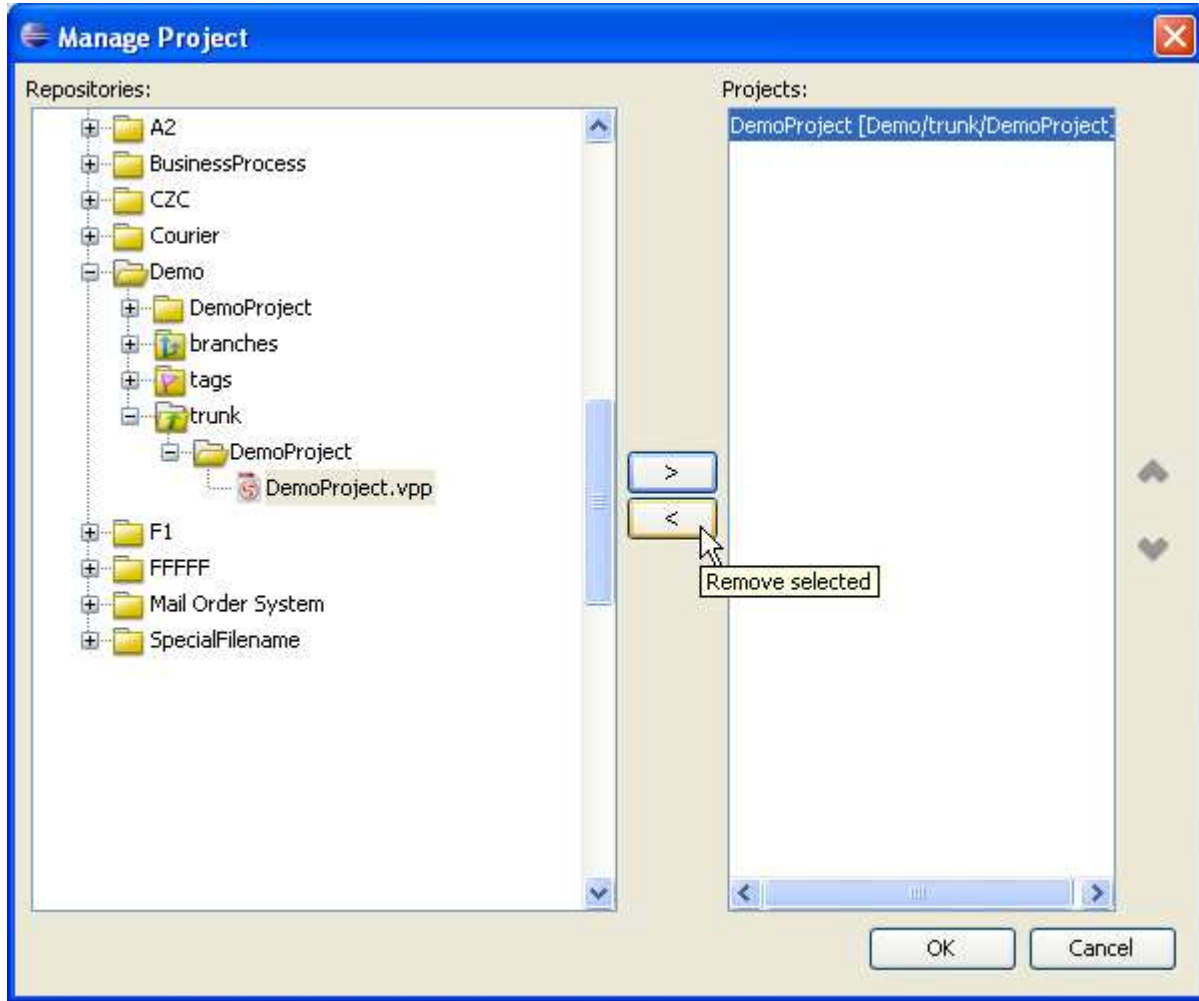 Manage Project
Repositories:
Projects:
A2
BusinessProcess
CZC
Courier
Demo
DemoProject
branches
tags
trunk
DemoProject
DemoProject.vpp
F1
FFFFF
Mail Order System
SpecialFilename
>
<
Remove selected
DemoProject [Demo/trunk/DemoProject]
OK
Cancel